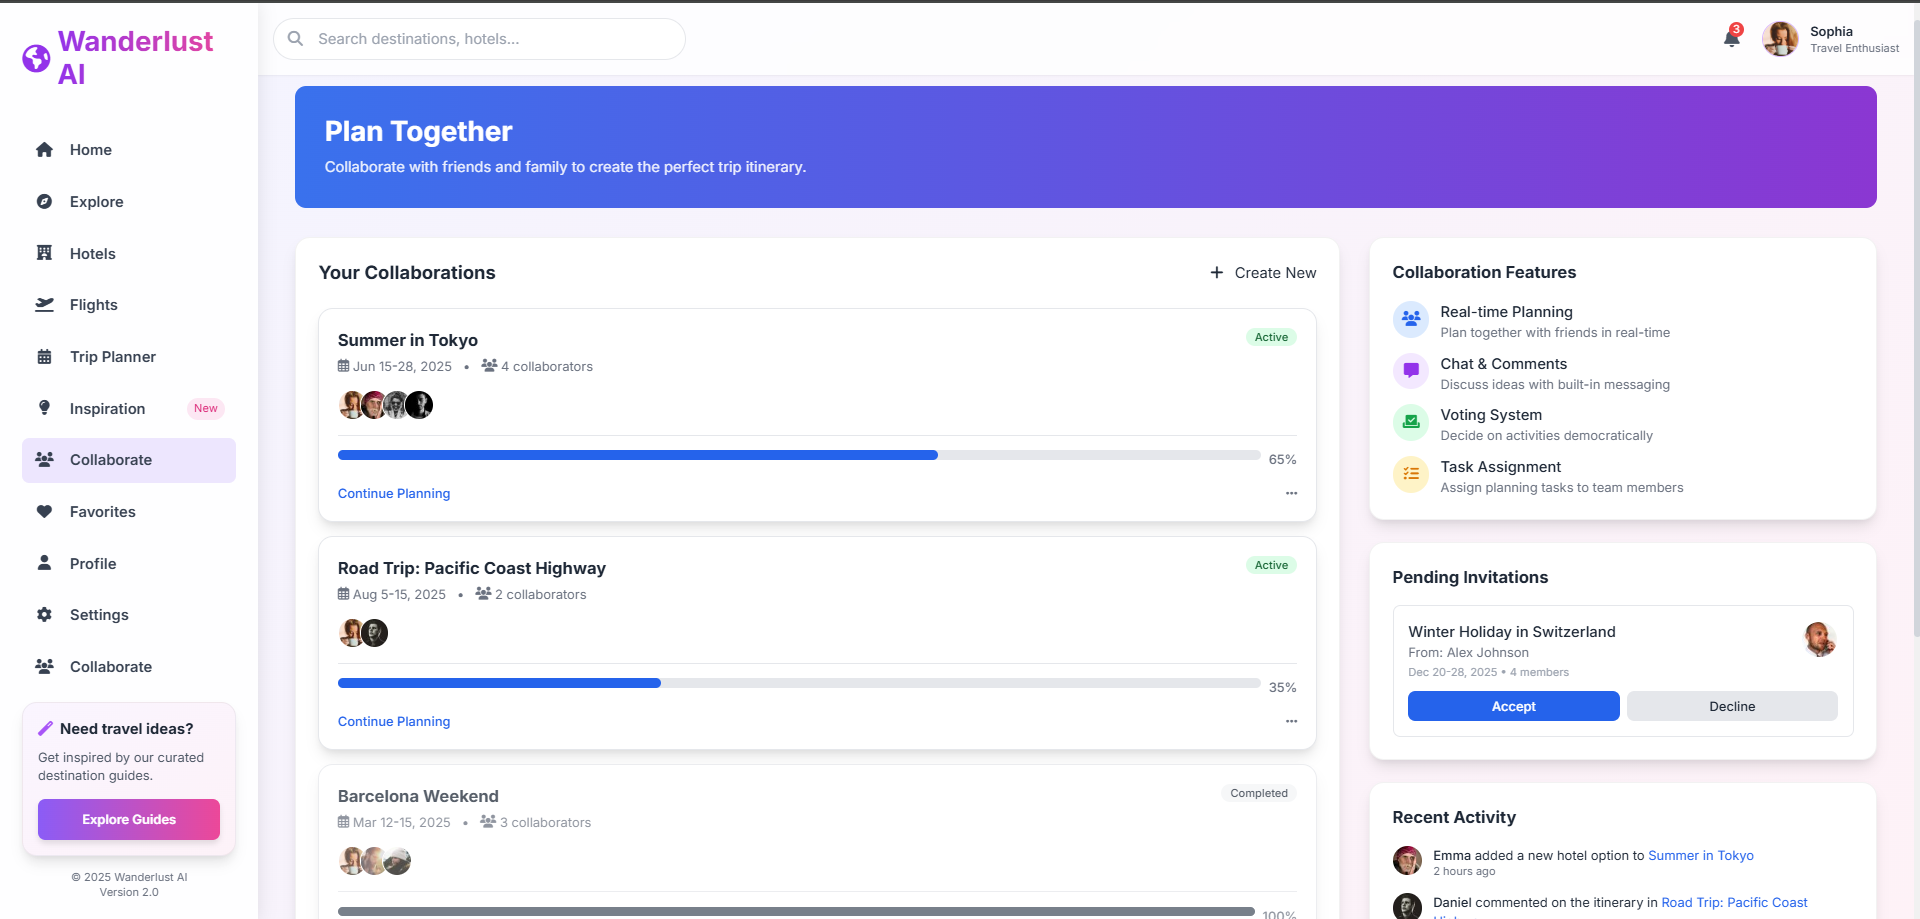 Wanderlust
AI
Search destinations, hotels...
3
Sophia
Travel Enthusiast
Home
Explore
Hotels
Flights
Trip Planner
Inspiration New
Collaborate
Favorites
Profile
Settings
Collaborate
Need travel ideas?
Get inspired by our curated
destination guides.
Explore Guides
© 2025 Wanderlust AI
Version 2.0
Plan Together
Collaborate with friends and family to create the perfect trip itinerary.
Your Collaborations
Create New
Summer in Tokyo
Active
Jun 15-28, 2025 • 4 collaborators
65%
Continue Planning
Road Trip: Pacific Coast Highway
Active
Aug 5-15, 2025 • 2 collaborators
35%
Continue Planning
Barcelona Weekend
Completed
Mar 12-15, 2025 • 3 collaborators
100%
Collaboration Features
Real-time Planning
Plan together with friends in real-time
Chat & Comments
Discuss ideas with built-in messaging
Voting System
Decide on activities democratically
Task Assignment
Assign planning tasks to team members
Pending Invitations
Winter Holiday in Switzerland
From: Alex Johnson
Dec 20-28, 2025 • 4 members
Accept
Decline
Recent Activity
Emma added a new hotel option to Summer in Tokyo
2 hours ago
Daniel commented on the itinerary in Road Trip: Pacific Coast